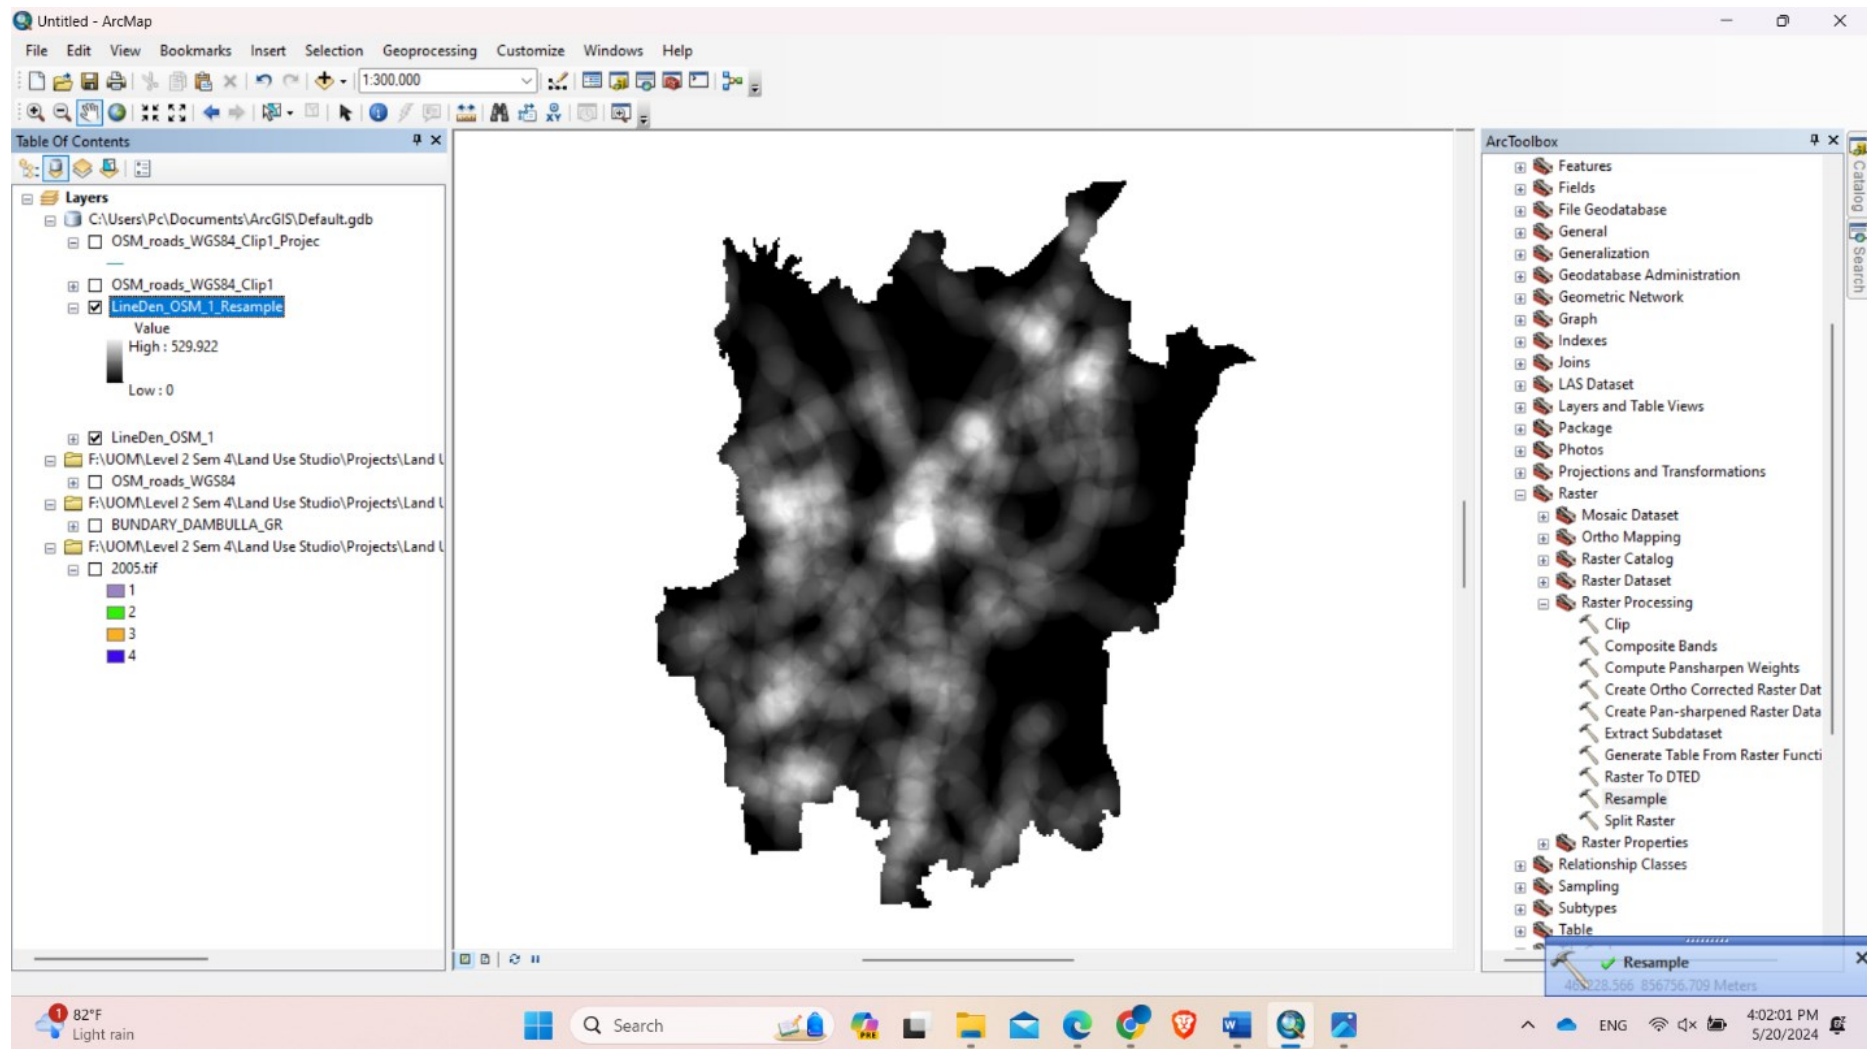 Untitled - ArcMap
File Edit View Bookmarks Insert Selection Geoprocessing Customize Windows Help
1:300,000
Table Of Contents
Layers
C:\Users\Pc\Documents\ArcGIS\Default.gdb
OSM_roads_WGS84_Clip1_Projec
OSM_roads_WGS84_Clip1
LineDen_OSM_1_Resample
Value
High : 529.922
Low : 0
LineDen_OSM_1
F:\UOM\Level 2 Sem 4\Land Use Studio\Projects\Land U
OSM_roads_WGS84
F:\UOM\Level 2 Sem 4\Land Use Studio\Projects\Land U
BUNDARY_DAMBULLA_GR
F:\UOM\Level 2 Sem 4\Land Use Studio\Projects\Land U
2005.tif
1
2
3
4
ArcToolbox
Features
Fields
File Geodatabase
General
Generalization
Geodatabase Administration
Geometric Network
Graph
Indexes
Joins
LAS Dataset
Layers and Table Views
Package
Photos
Projections and Transformations
Raster
Mosaic Dataset
Ortho Mapping
Raster Catalog
Raster Dataset
Raster Processing
Clip
Composite Bands
Compute Pansharpen Weights
Create Ortho Corrected Raster Dat
Create Pan-sharpened Raster Data
Extract Subdataset
Generate Table From Raster Functi
Raster To DTED
Resample
Split Raster
Raster Properties
Relationship Classes
Sampling
Subtypes
Table
Catalog
Search
Resample
856756.709 Meters
1
82°F
Light rain
Search
PRE
ENG
4:02:01 PM
5/20/2024